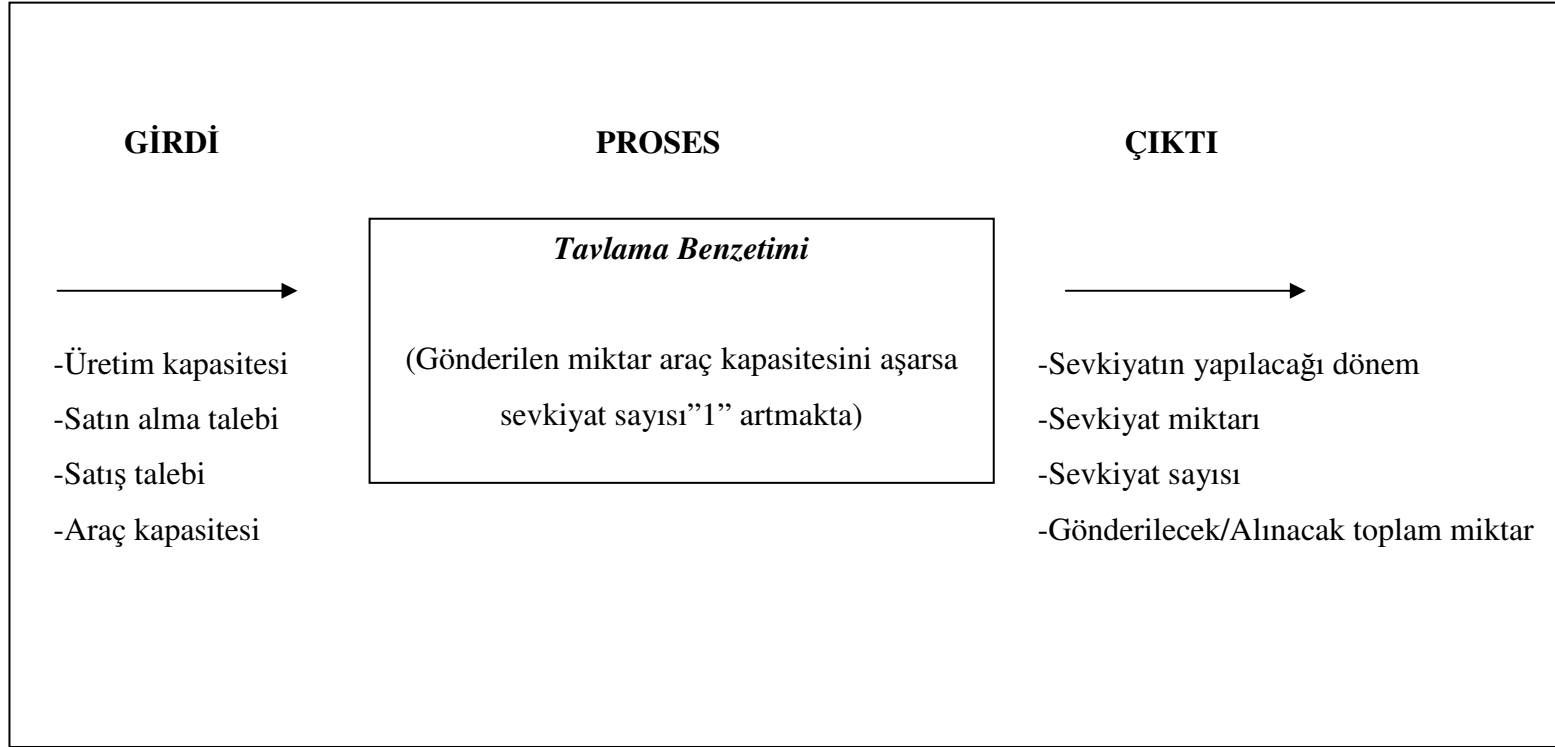 GİRDİ
PROSES
ÇIKTI
Tavlama Benzetimi
(Gönderilen miktar araç kapasitesini aşarsa
sevkiyat sayısı”1” artmakta)
-Üretim kapasitesi
-Satın alma talebi
-Satış talebi
-Araç kapasitesi
-Sevkiyatın yapılacağı dönem
-Sevkiyat miktarı
-Sevkiyat sayısı
-Gönderilecek/Alınacak toplam miktar